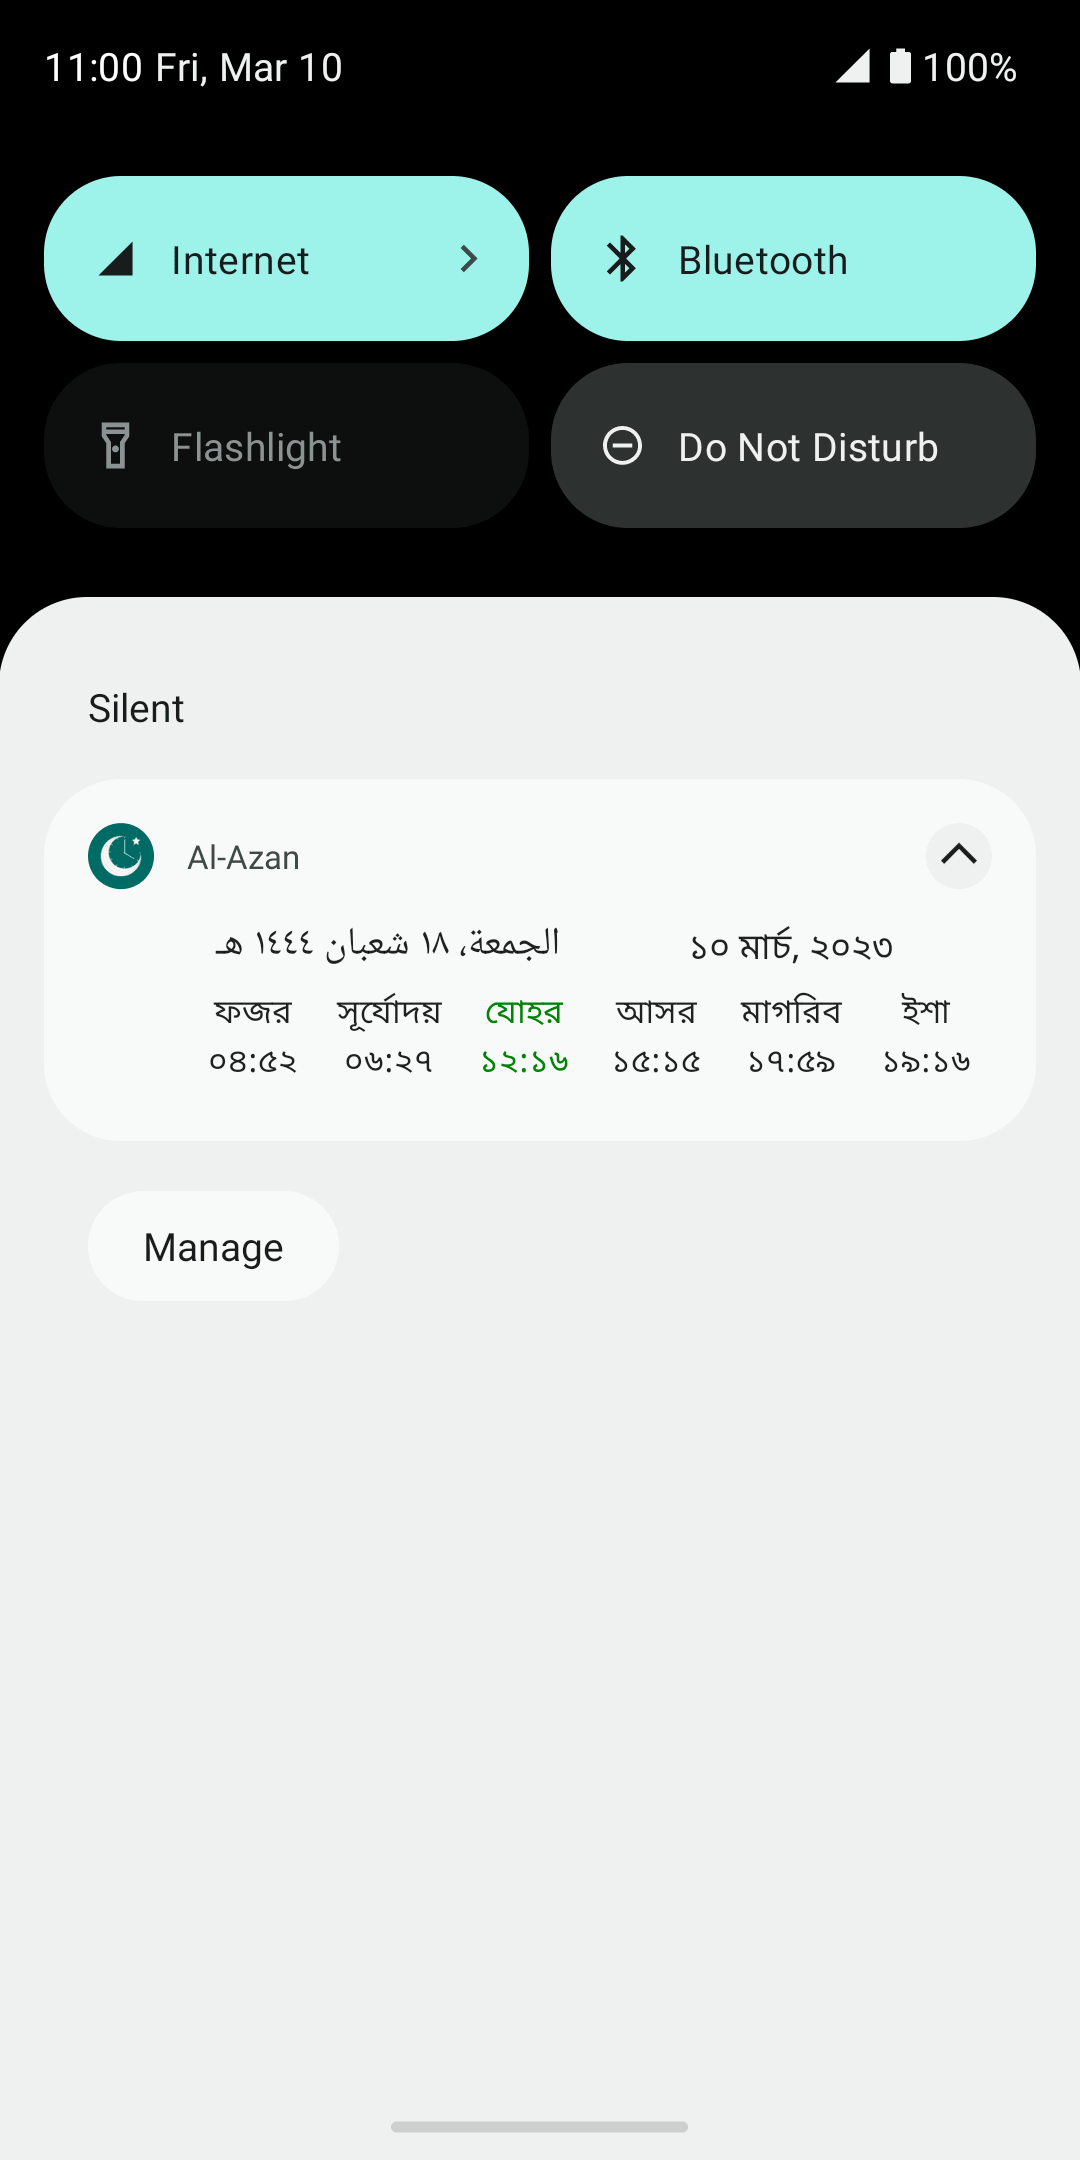 11:00 Fri, Mar 10 100%
Internet
Bluetooth
Flashlight
Do Not Disturb
Silent
Al-Azan
الجمعة، ١٨ شعبان ١٤٤٤ هـ
১০ মার্চ, ২০২৩
ফজর সূর্যোদয় যোহর আসর মাগরিব ইশা
০৪:৫২ ০৬:২৭ ১২:১৬ ১৫:১৫ ১৭:৫৯ ১৯:১৬
Manage